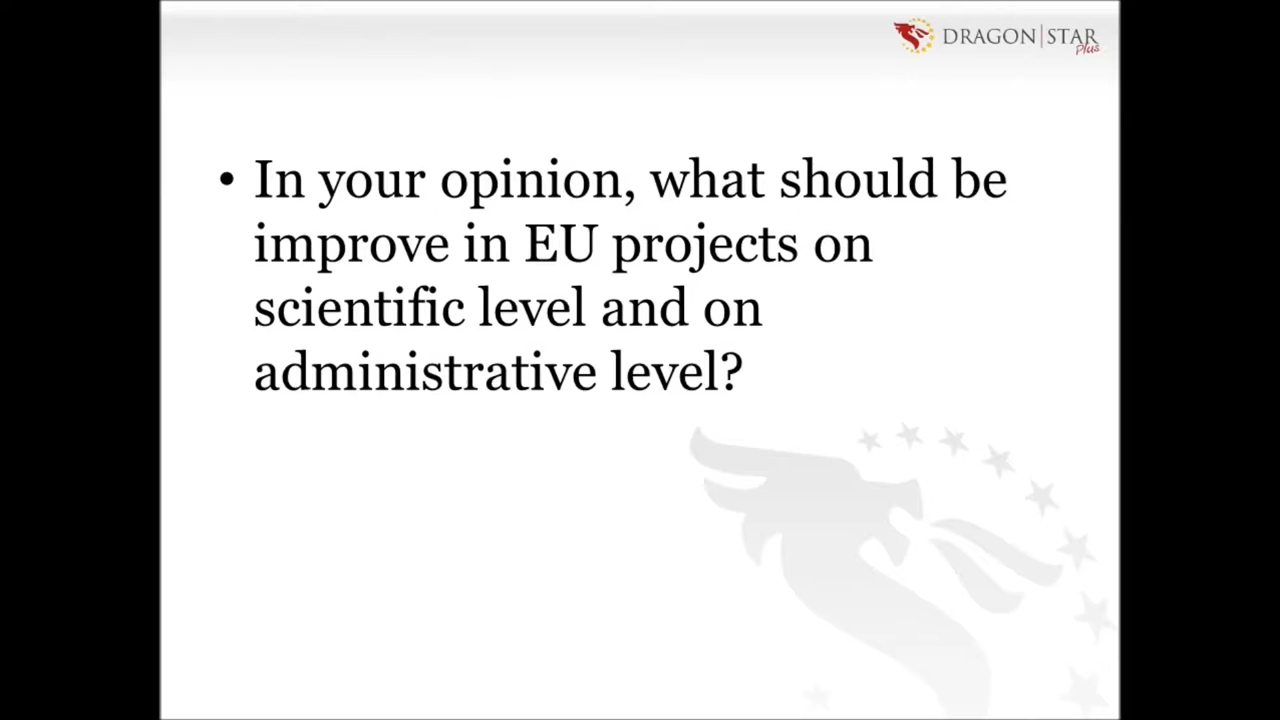 DRAGON|STAR
plus
• In your opinion, what should be
improve in EU projects on
scientific level and on
administrative level?